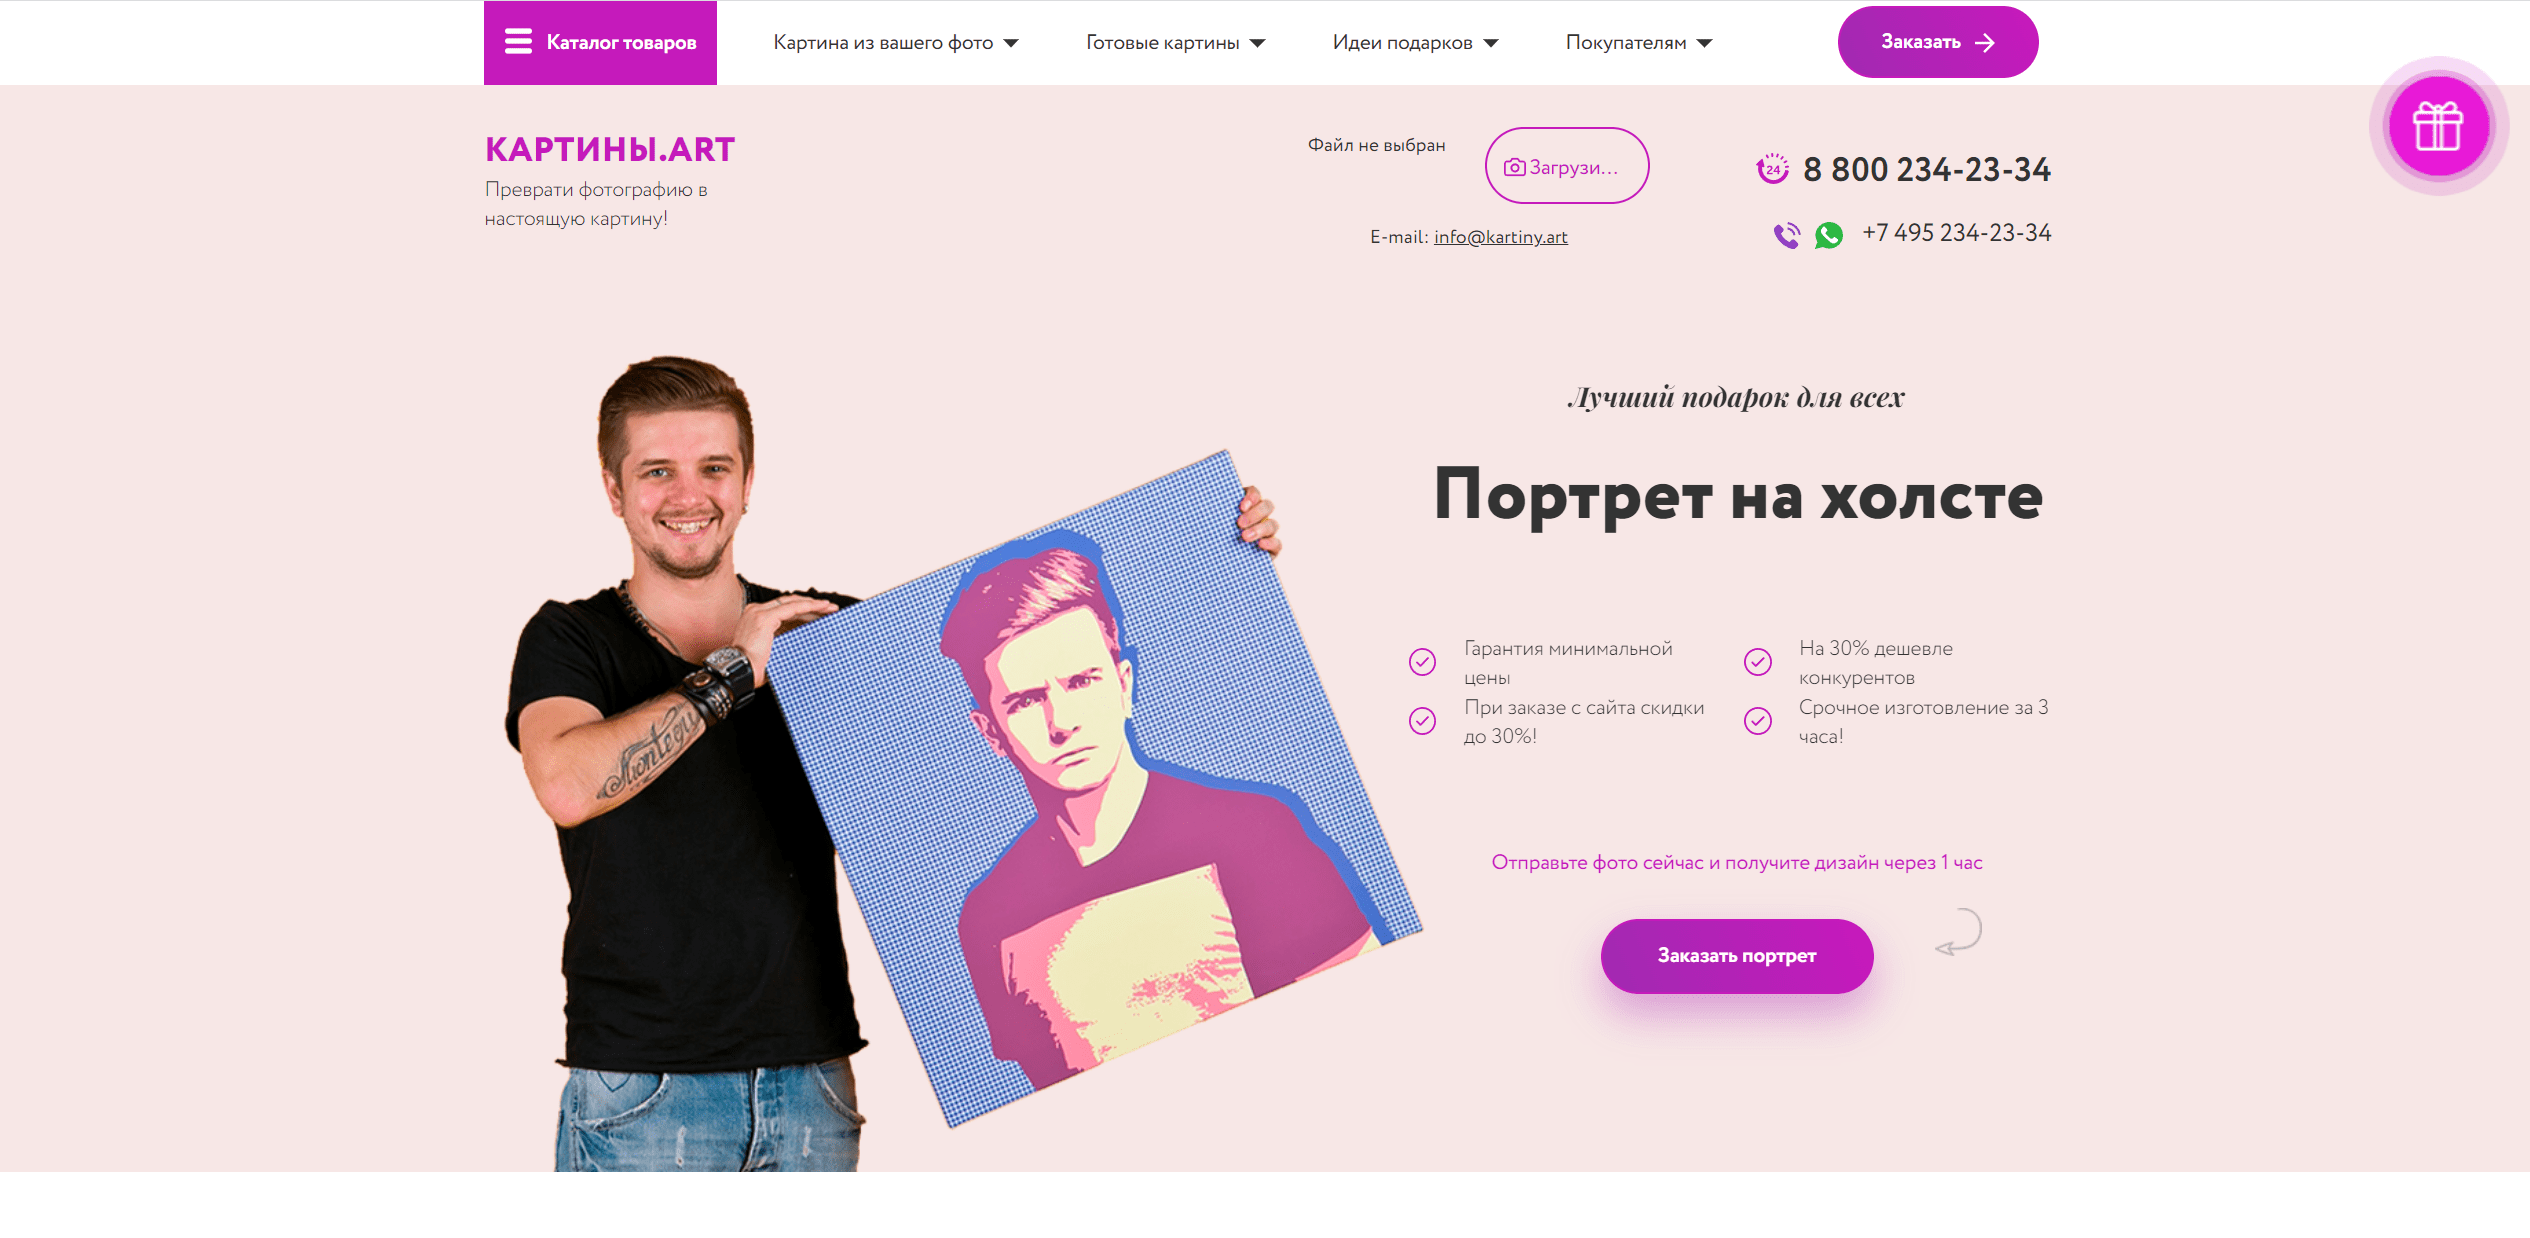 Каталог товаров
Картина из вашего фото
Готовые картины
Идеи подарков
Покупателям
Заказать
КАРТИНЫ.ART
Преврати фотографию в
настоящую картину!
Файл не выбран
Загрузи...
E-mail: info@kartiny.art
24
8 800 234-23-34
+7 495 234-23-34
Лучший подарок для всех
Портрет на холсте
Гарантия минимальной
цены
На 30% дешевле
конкурентов
При заказе с сайта скидки
до 30%!
Срочное изготовление за 3
часа!
Отправьте фото сейчас и получите дизайн через 1 час
Заказать портрет